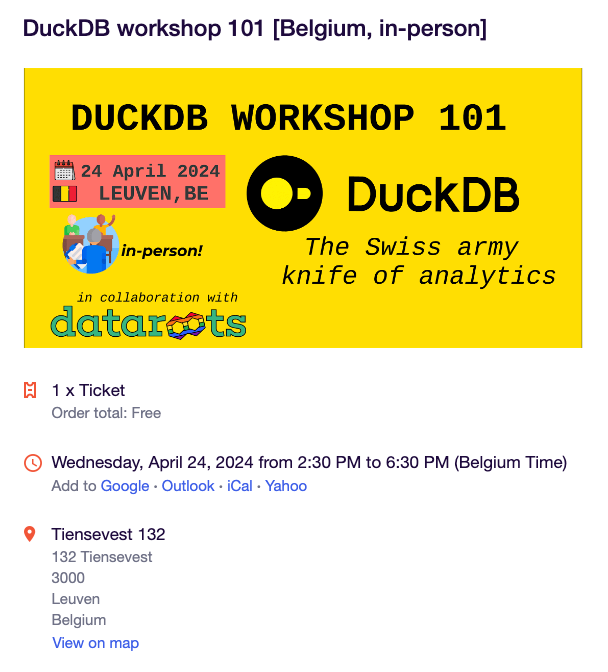 DuckDB workshop 101 [Belgium, in-person]
DUCKDB WORKSHOP 101
24 April 2024
LEUVEN,BE
DuckDB
in-person!
The Swiss army
knife of analytics
in collaboration with
dataroots
1 x Ticket
Order total: Free
Wednesday, April 24, 2024 from 2:30 PM to 6:30 PM (Belgium Time)
Add to Google · Outlook · iCal · Yahoo
Tiensevest 132
132 Tiensevest
3000
Leuven
Belgium
View on map